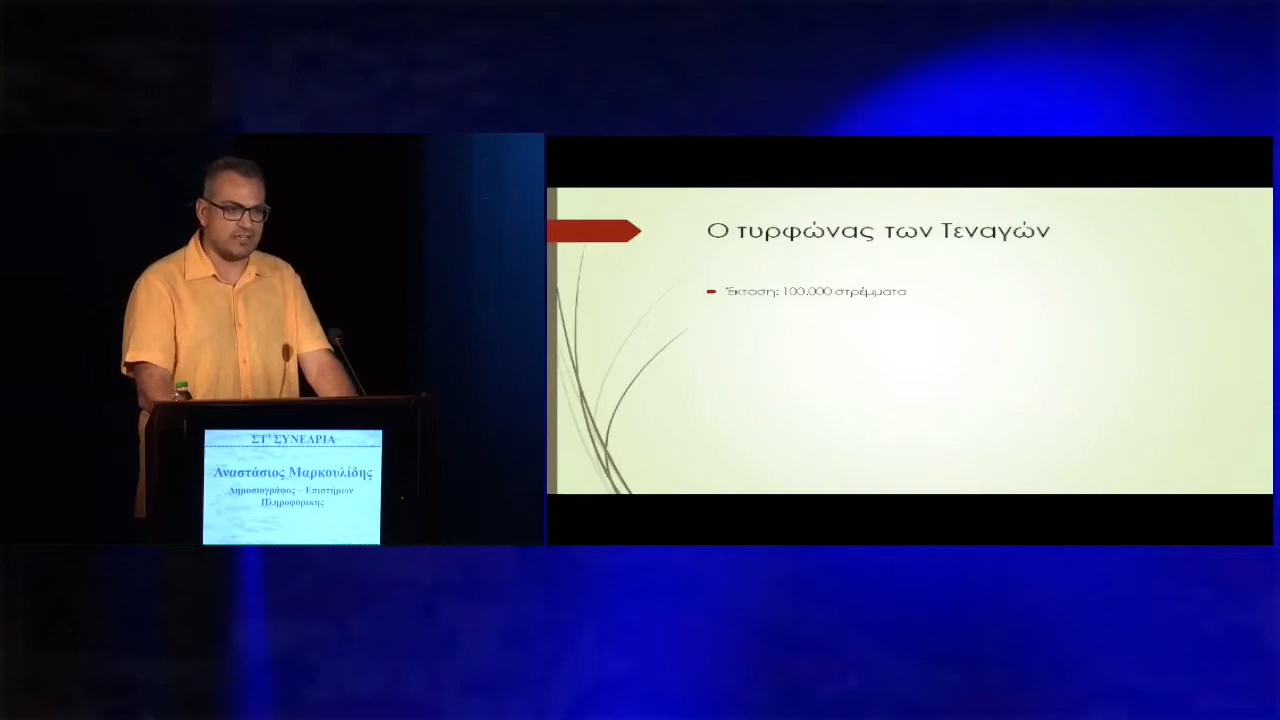 Ο τυρφώνας των Τεναγών
Έκταση: 100.000 στρέμματα
ΣΤ' ΣΥΝΕΔΡΙΑ
Αναστάσιος Μαρκουλίδης
Δημοσιογράφος – Επιστήμων
Πληροφορικής